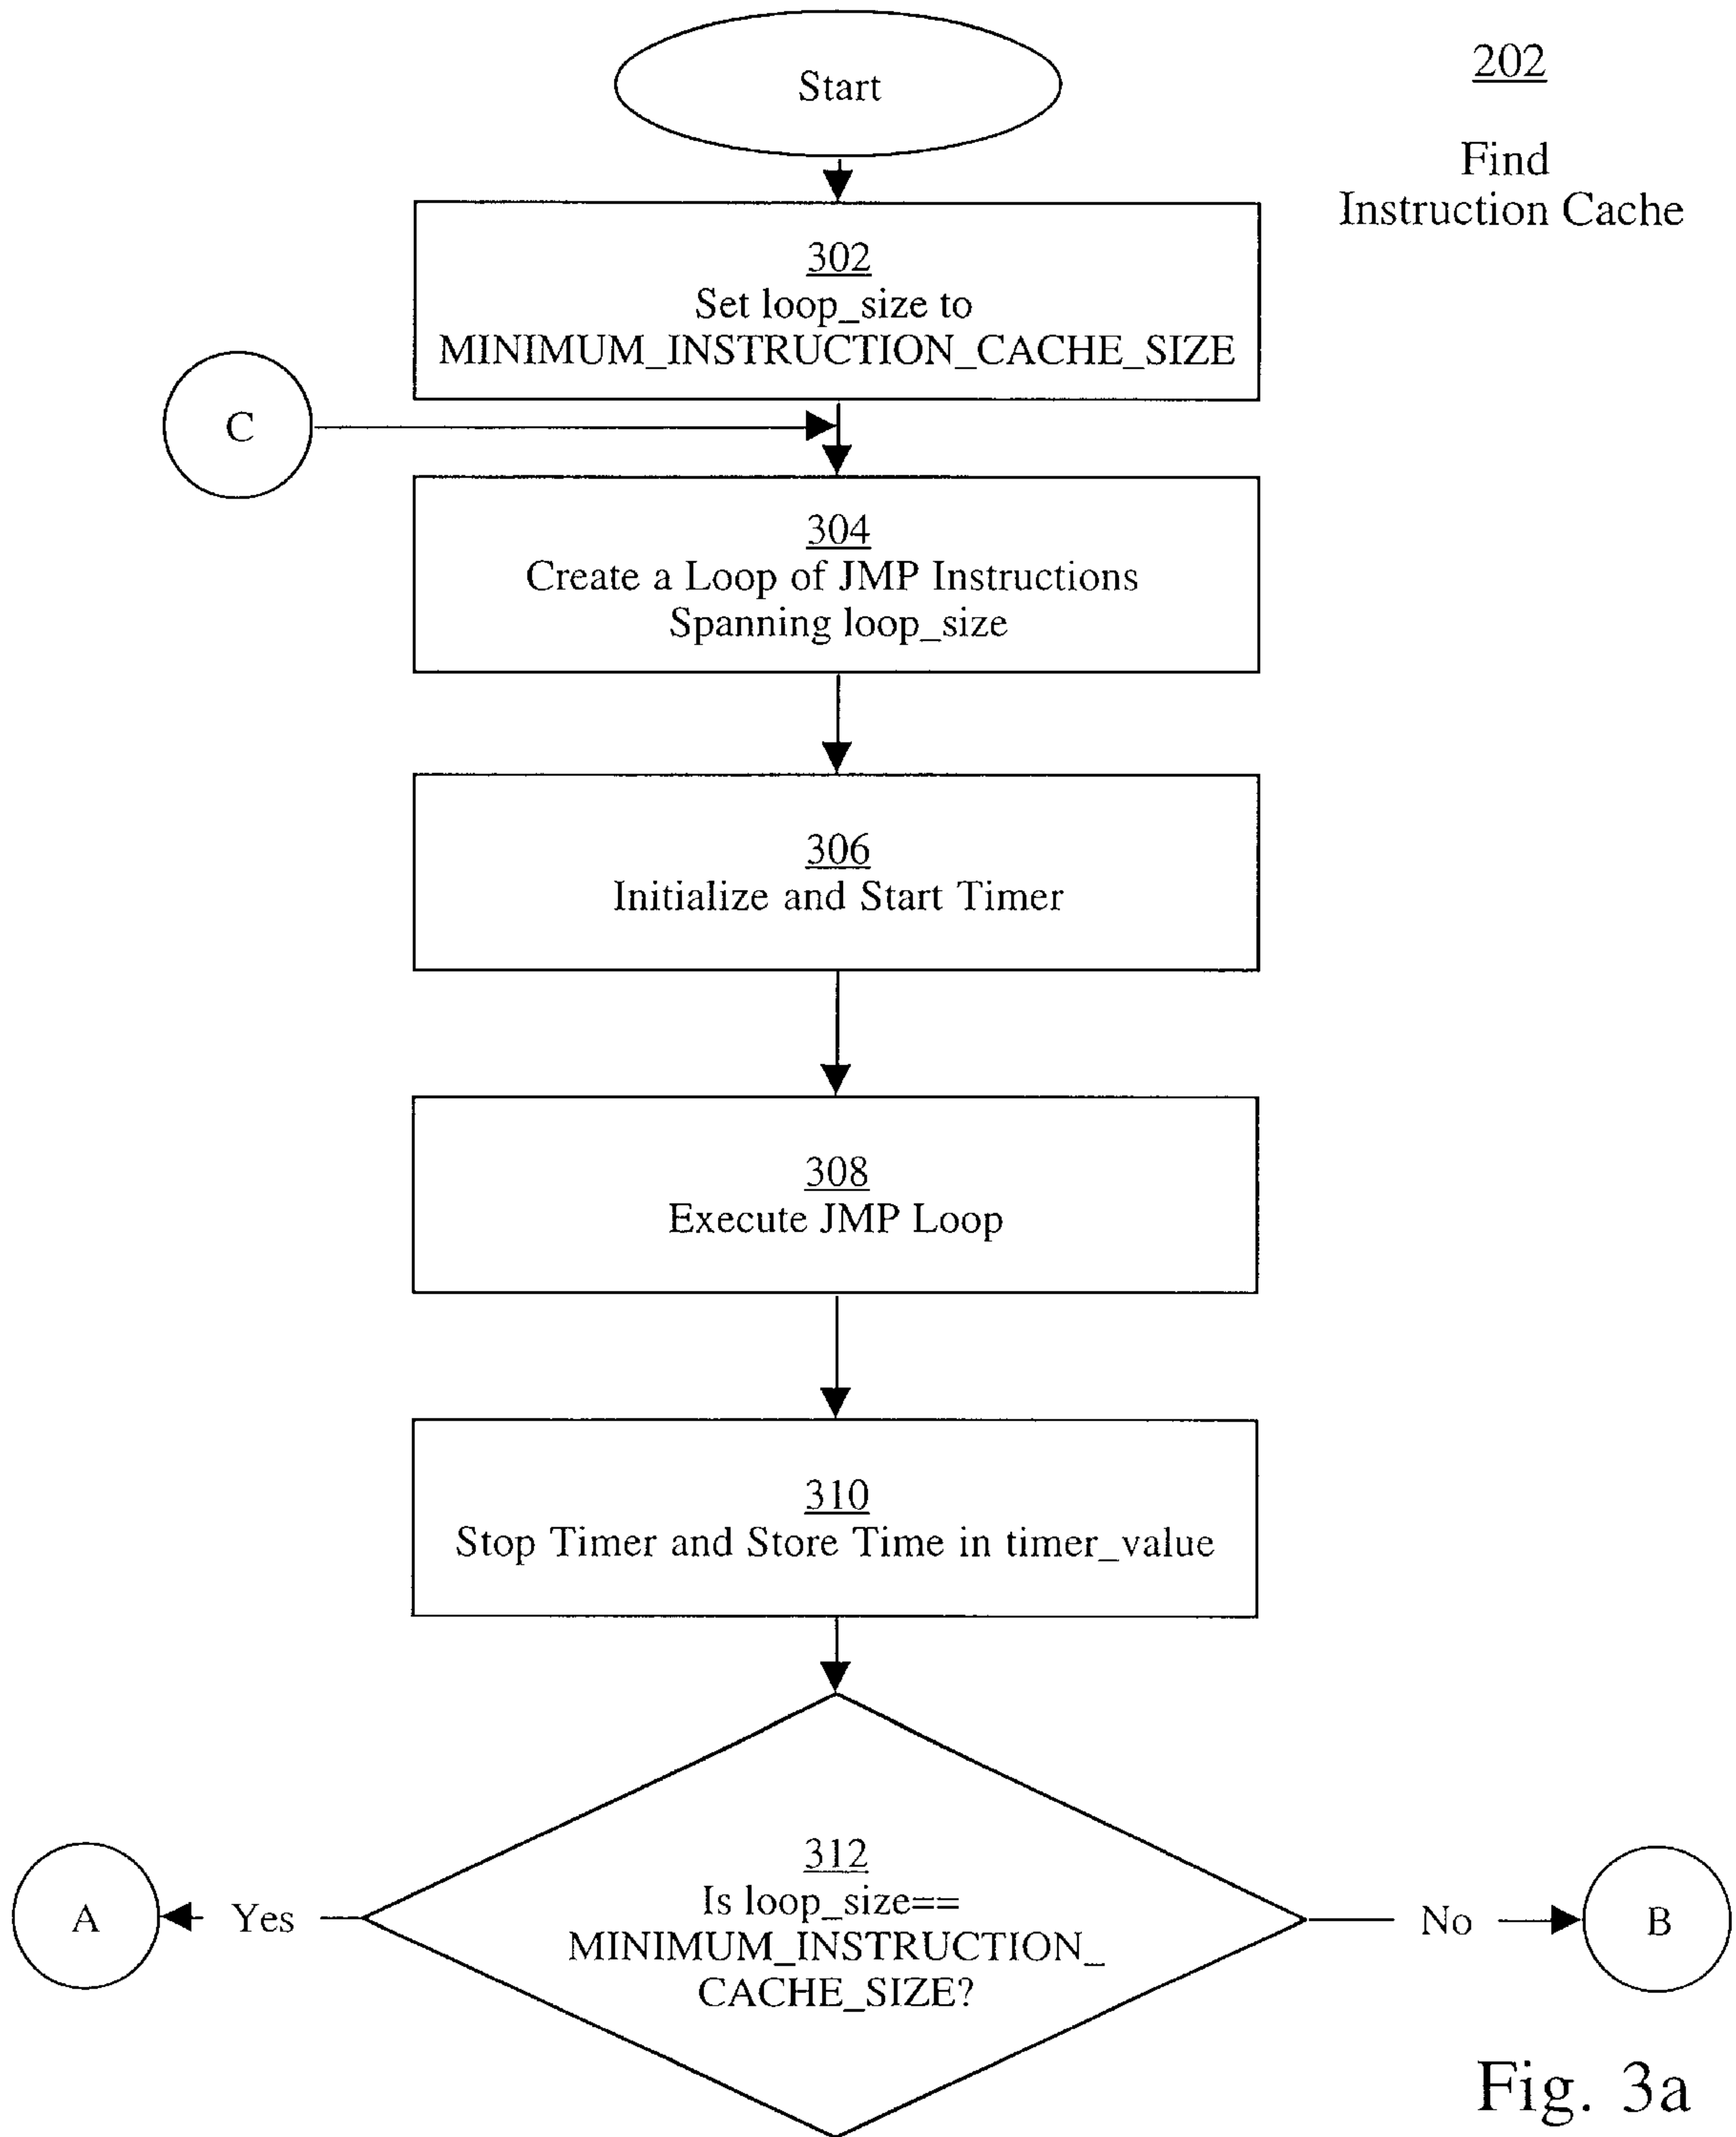 Start
202
Find
Instruction Cache
302
Set loop_size to
MINIMUM_INSTRUCTION_CACHE_SIZE
C
304
Create a Loop of JMP Instructions
Spanning loop_size
306
Initialize and Start Timer
308
Execute JMP Loop
310
Stop Timer and Store Time in timer_value
312
Is loop_size==
MINIMUM_INSTRUCTION_
CACHE_SIZE?
A
Yes
No
B
Fig. 3a